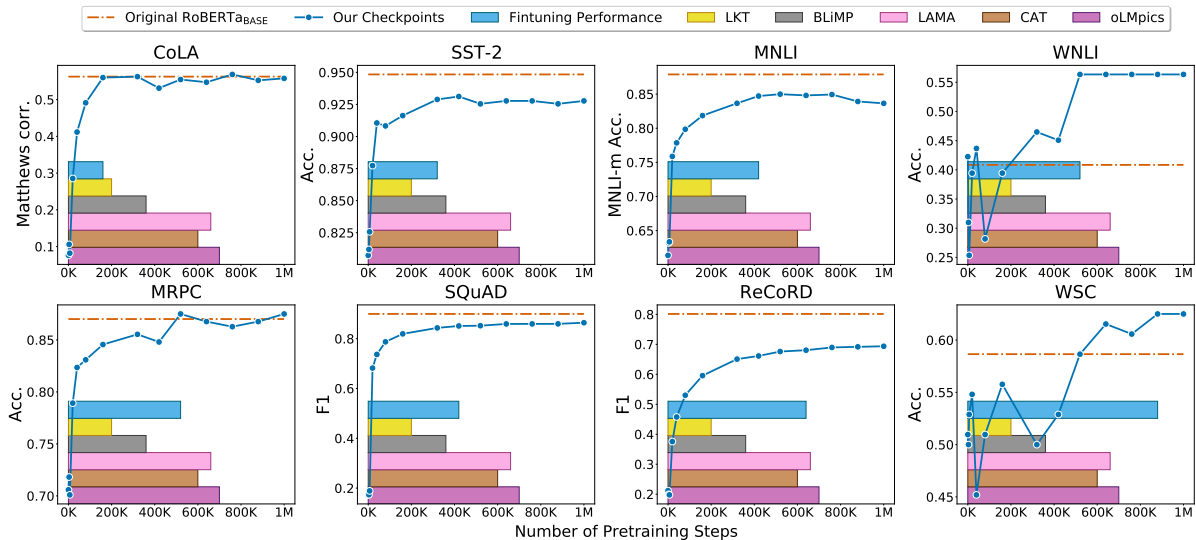 Original RoBERTaBASE Our Checkpoints Fintuning Performance LKT BLiMP LAMA CAT oLMpics
CoLA
Matthews corr.
0.5
0.4
0.3
0.2
0.1
0K 200K 400K 600K 800K 1M
SST-2
Acc.
0.950
0.925
0.900
0.875
0.850
0.825
0K 200K 400K 600K 800K 1M
MNLI
MNLI-m Acc.
0.85
0.80
0.75
0.70
0.65
0K 200K 400K 600K 800K 1M
WNLI
Acc.
0.55
0.50
0.45
0.40
0.35
0.30
0.25
0K 200K 400K 600K 800K 1M
MRPC
Acc.
0.85
0.80
0.75
0.70
0K 200K 400K 600K 800K 1M
SQuAD
F1
0.8
0.6
0.4
0.2
0K 200K 400K 600K 800K 1M
ReCoRD
F1
0.8
0.7
0.6
0.5
0.4
0.3
0.2
0K 200K 400K 600K 800K 1M
WSC
Acc.
0.60
0.55
0.50
0.45
0K 200K 400K 600K 800K 1M
Number of Pretraining Steps